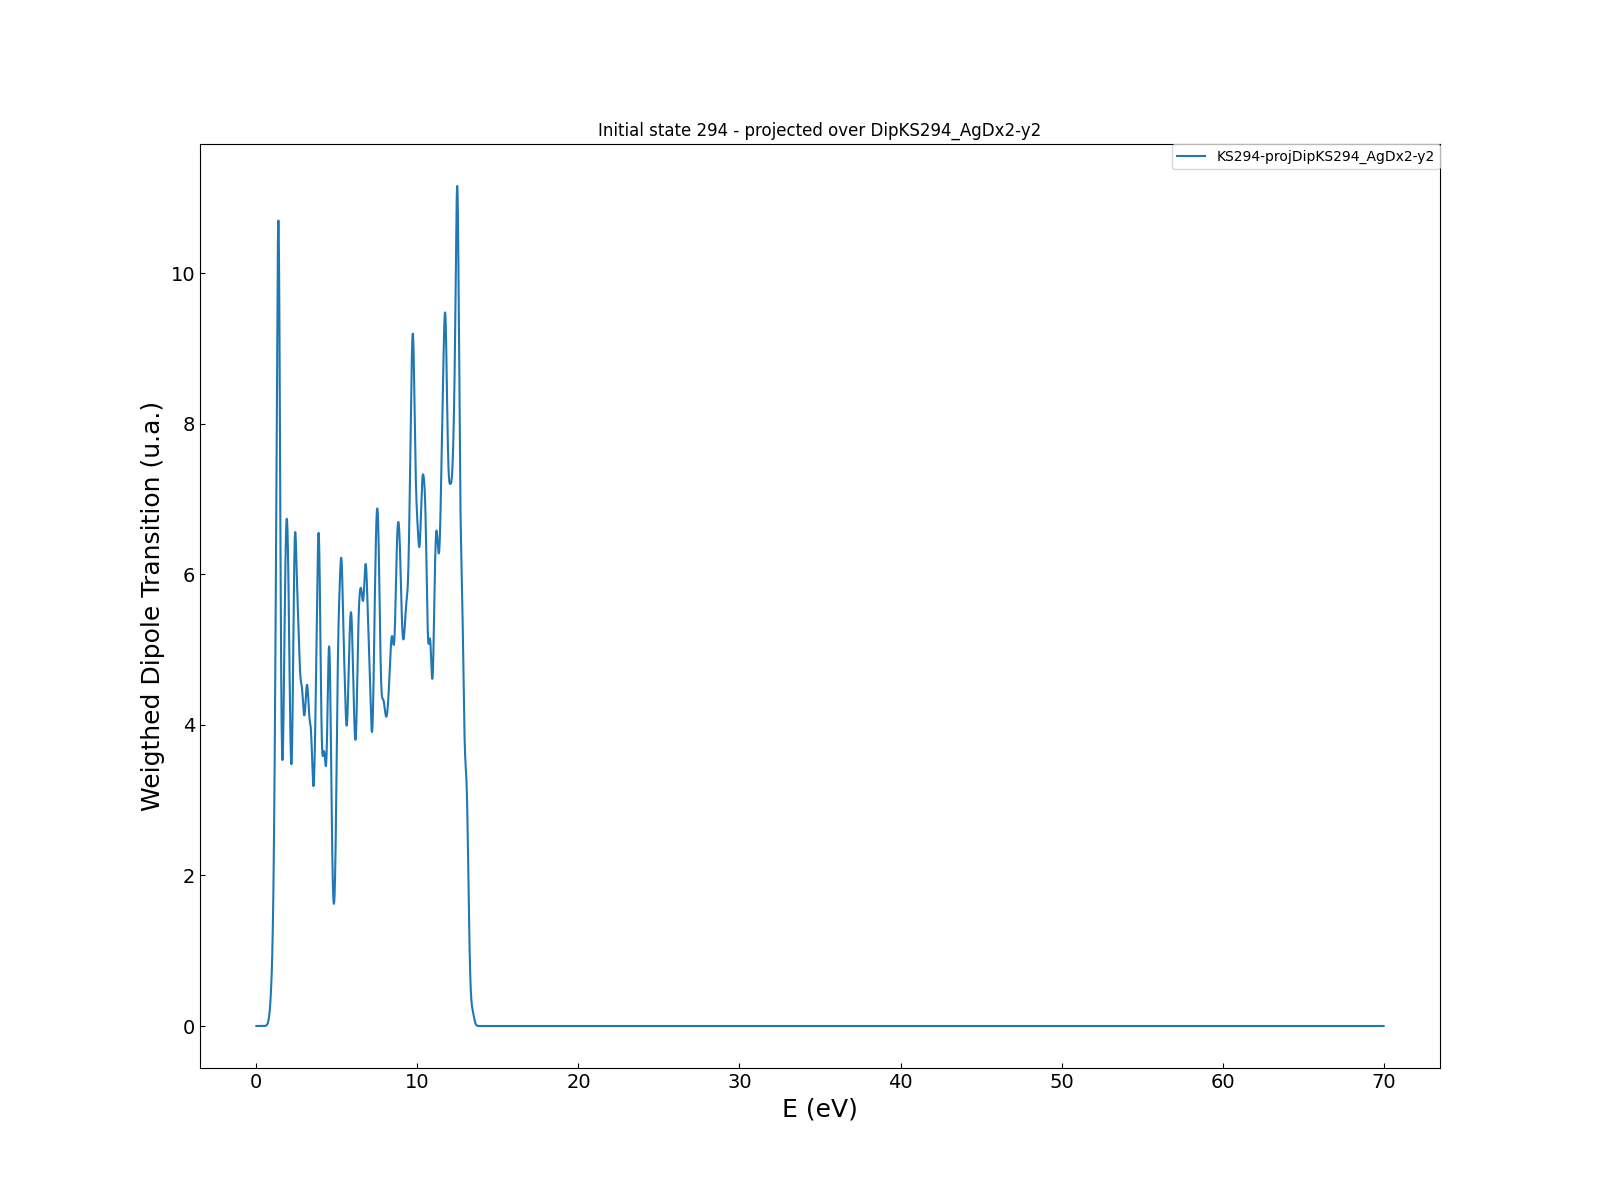 Initial state 294 - projected over DipKS294_AgDx2-y2
KS294-projDipKS294_AgDx2-y2
Weigthed Dipole Transition (u.a.)
10
8
6
4
2
0
0 10 20 30 40 50 60 70
E (eV)